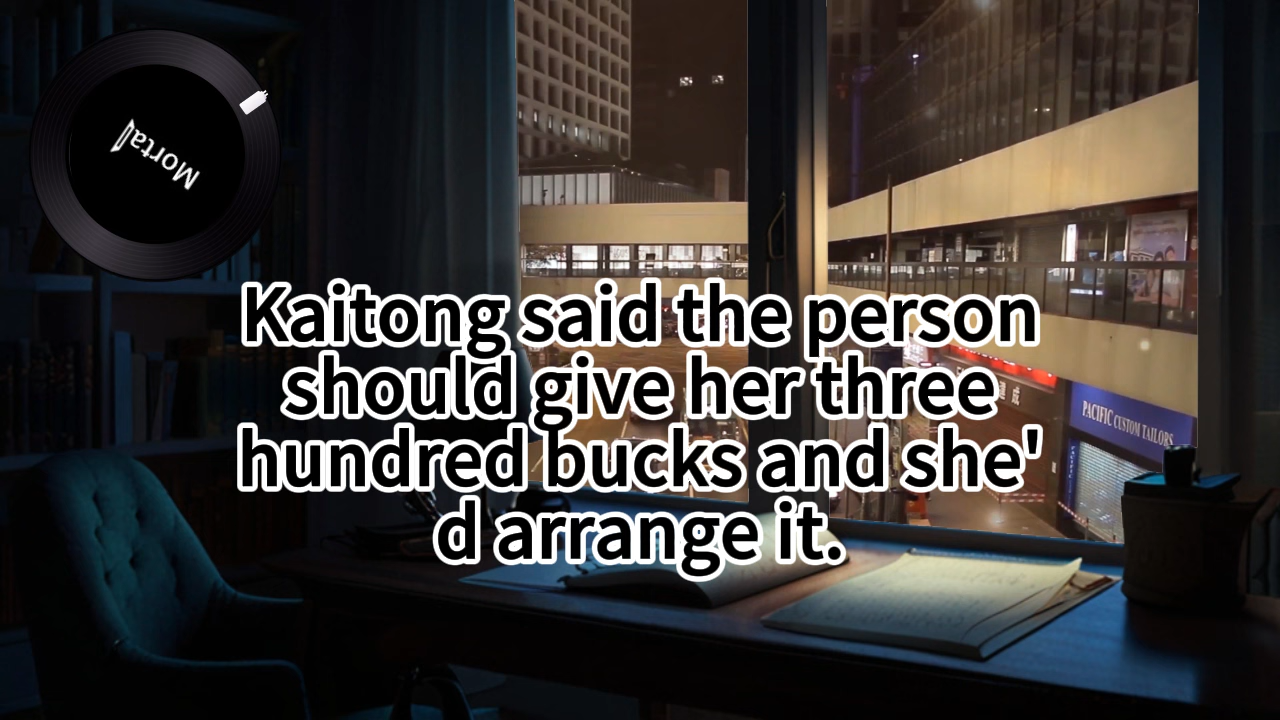 Mortal
Kaitong said the person
should give her three
hundred bucks and she'
d arrange it.
PACIFIC CUSTOM TAILORS